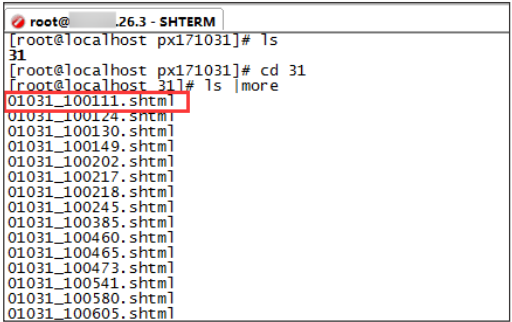 root@ .26.3 - SHTERM
[root@localhost px171031]# ls
31
[root@localhost px171031]# cd 31
[root@localhost 31]# ls |more
01031_100111.shtml
01031_100124.shtml
01031_100130.shtml
01031_100149.shtml
01031_100202.shtml
01031_100217.shtml
01031_100218.shtml
01031_100245.shtml
01031_100385.shtml
01031_100460.shtml
01031_100465.shtml
01031_100473.shtml
01031_100541.shtml
01031_100580.shtml
01031_100605.shtml